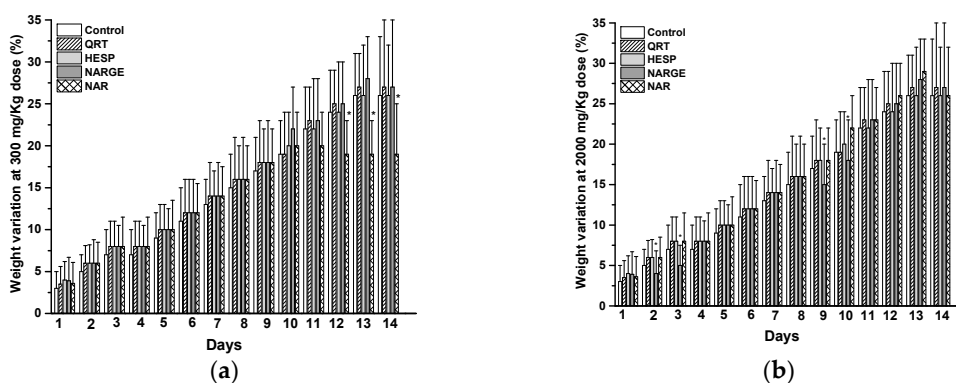 Weight variation at 300 mg/Kg dose (%)
35
30
25
20
15
10
5
0
Control
QRT
HESP
NARGE
NAR
* * *
1 2 3 4 5 6 7 8 9 10 11 12 13 14
Days
(a)
Weight variation at 2000 mg/Kg dose (%)
35
30
25
20
15
10
5
0
Control
QRT
HESP
NARGE
NAR
* * * *
1 2 3 4 5 6 7 8 9 10 11 12 13 14
Days
(b)